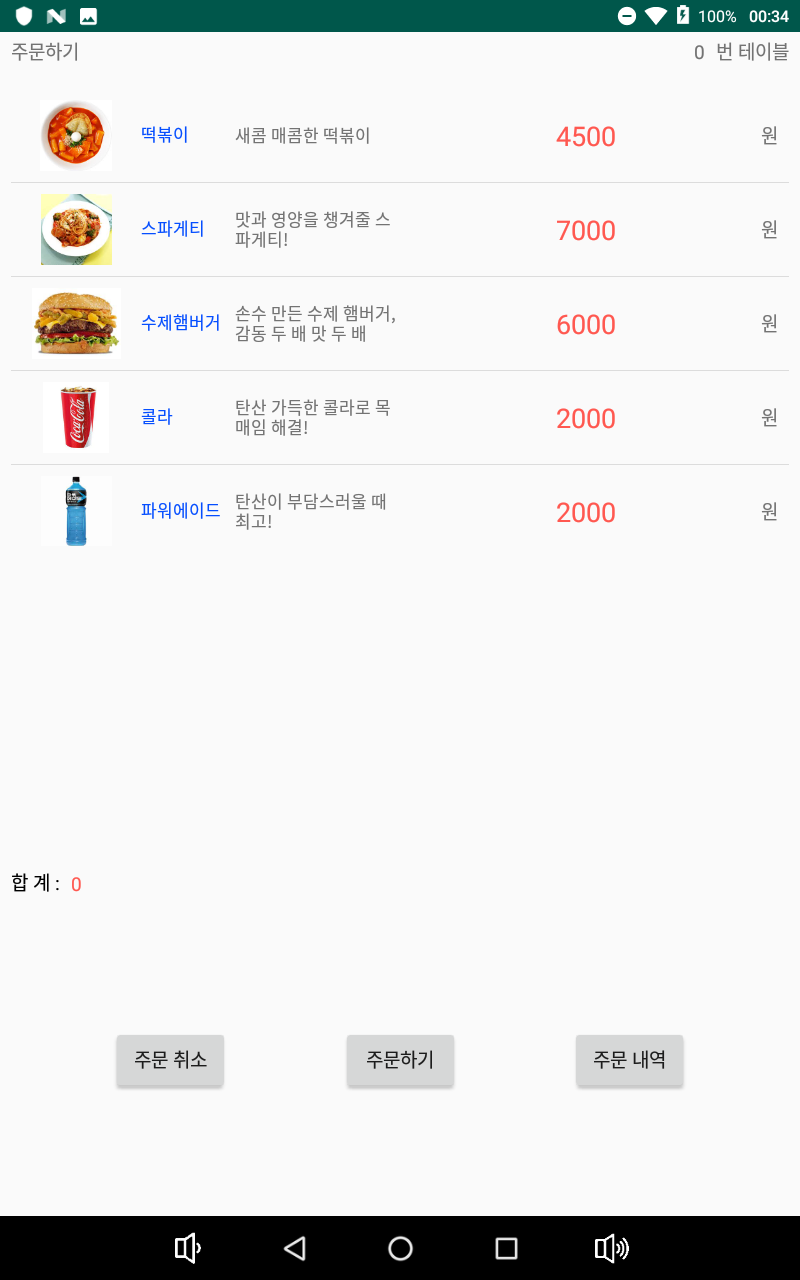 100% 00:34
주문하기 0 번 테이블
떡볶이 새콤 매콤한 떡볶이 4500 원
스파게티 맛과 영양을 챙겨줄 스
파게티! 7000 원
수제햄버거 손수 만든 수제 햄버거,
감동 두 배 맛 두 배 6000 원
Coca-Cola
콜라 탄산 가득한 콜라로 목
매임 해결! 2000 원
파워에이드 탄산이 부담스러울 때
최고! 2000 원
합 계 : 0
주문 취소 주문하기 주문 내역